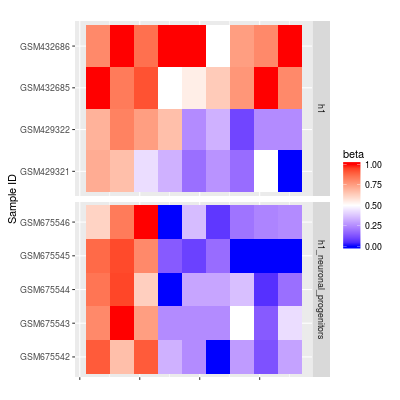 GSM432686
GSM432685
GSM429322
GSM429321
h1
GSM675546
GSM675545
GSM675544
GSM675543
GSM675542
h1_neuronal_progenitors
Sample ID
beta
1.00
0.75
0.50
0.25
0.00